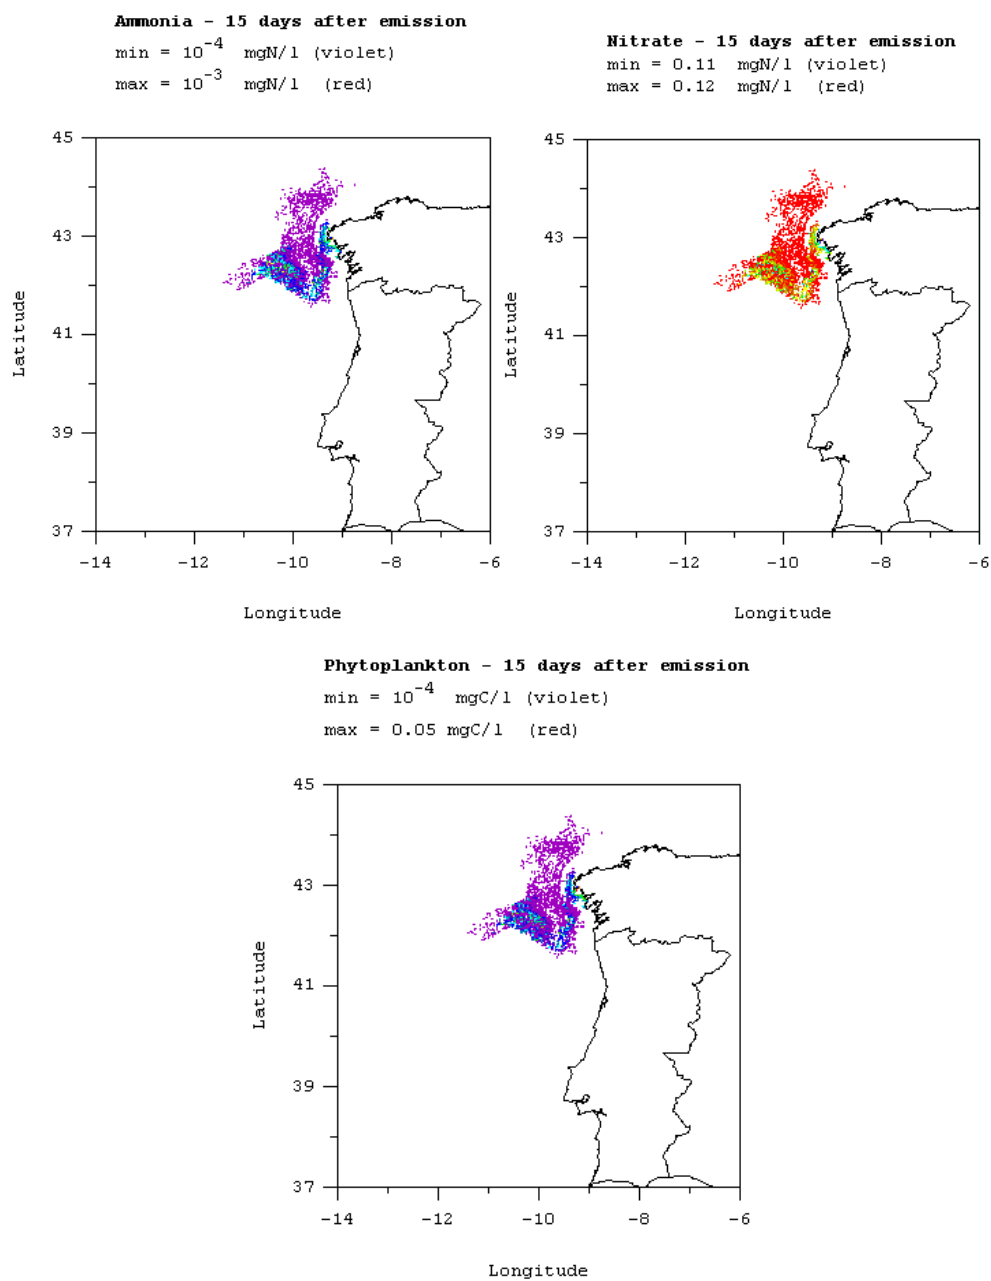 Ammonia - 15 days after emission
min = 10^-4 mgN/l (violet)
max = 10^-3 mgN/l (red)
45
43
41
39
37
-14 -12 -10 -8 -6
Latitude
Longitude
Nitrate - 15 days after emission
min = 0.11 mgN/l (violet)
max = 0.12 mgN/l (red)
45
43
41
39
37
-14 -12 -10 -8 -6
Latitude
Longitude
Phytoplankton - 15 days after emission
min = 10^-4 mgC/l (violet)
max = 0.05 mgC/l (red)
45
43
41
39
37
-14 -12 -10 -8 -6
Latitude
Longitude